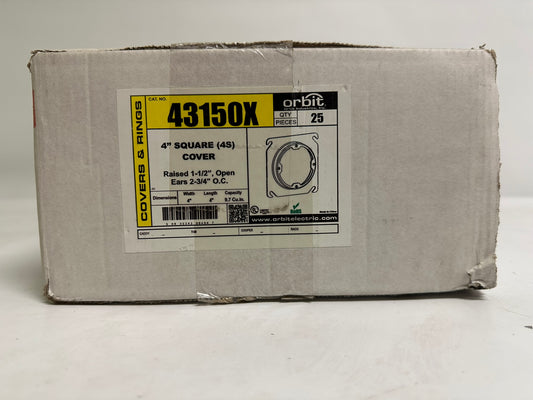 COVERS & RINGS
CAT. NO.
43150X
orbit
QTY
PIECES
25
4" SQUARE (4S)
COVER
Raised 1-1/2", Open
Ears 2-3/4" O.C.
Dimensions
Width
Length
Capacity
4"
4"
9.7 Cu.in.
www.orbitelectric.com